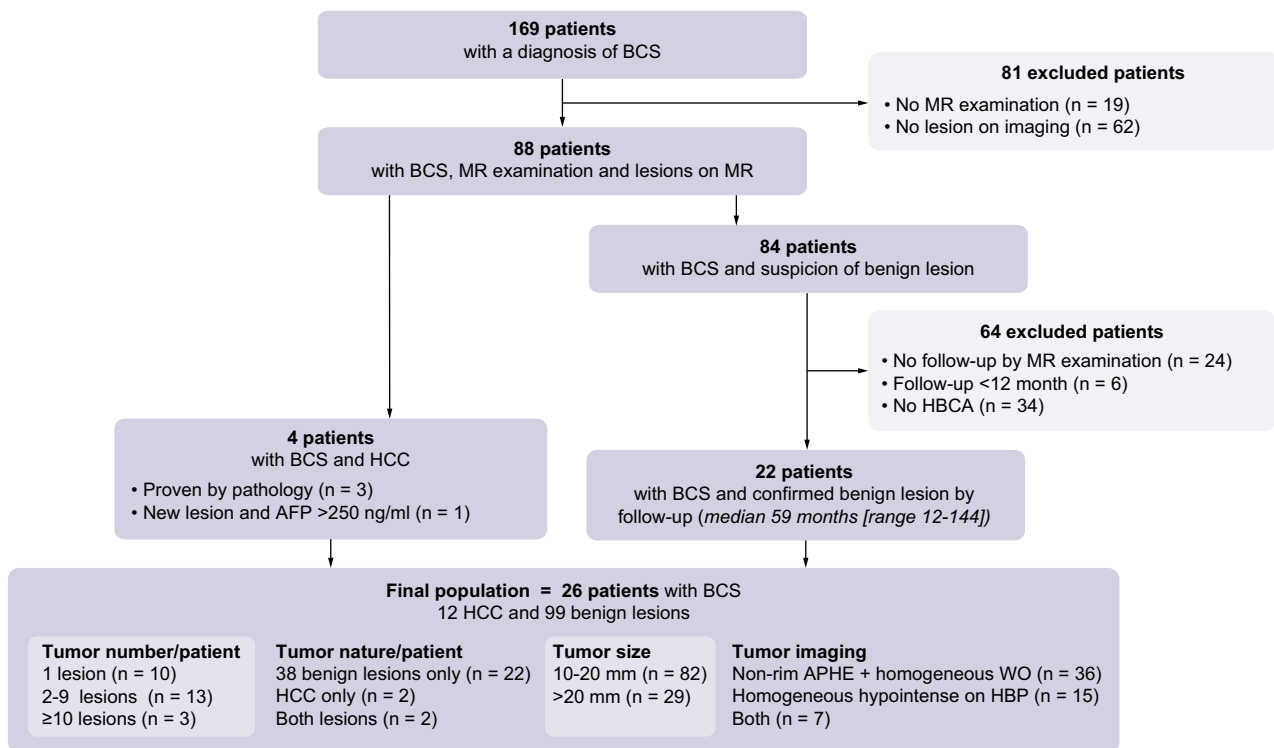 169 patients
with a diagnosis of BCS
81 excluded patients
• No MR examination (n = 19)
• No lesion on imaging (n = 62)
88 patients
with BCS, MR examination and lesions on MR
84 patients
with BCS and suspicion of benign lesion
64 excluded patients
• No follow-up by MR examination (n = 24)
• Follow-up <12 month (n = 6)
• No HBCA (n = 34)
4 patients
with BCS and HCC
• Proven by pathology (n = 3)
• New lesion and AFP >250 ng/ml (n = 1)
22 patients
with BCS and confirmed benign lesion by
follow-up (median 59 months [range 12-144])
Final population = 26 patients with BCS
12 HCC and 99 benign lesions
Tumor number/patient
1 lesion (n = 10)
2-9 lesions (n = 13)
≥10 lesions (n = 3)
Tumor nature/patient
38 benign lesions only (n = 22)
HCC only (n = 2)
Both lesions (n = 2)
Tumor size
10-20 mm (n = 82)
>20 mm (n = 29)
Tumor imaging
Non-rim APHE + homogeneous WO (n = 36)
Homogeneous hypointense on HBP (n = 15)
Both (n = 7)